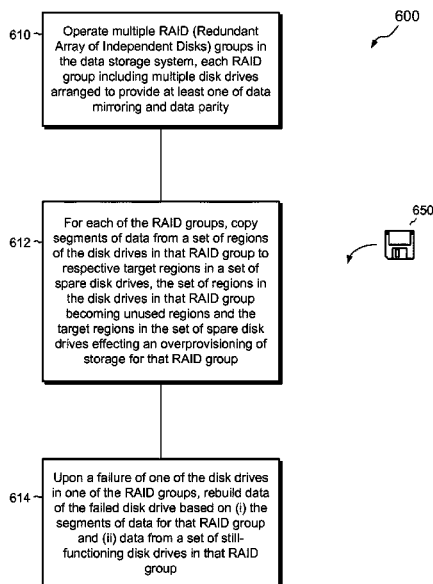 600
610
Operate multiple RAID (Redundant
Array of Independent Disks) groups in
the data storage system, each RAID
group including multiple disk drives
arranged to provide at least one of data
mirroring and data parity
650
612
For each of the RAID groups, copy
segments of data from a set of regions
of the disk drives in that RAID group to
respective target regions in a set of
spare disk drives, the set of regions in
the disk drives in that RAID group
becoming unused regions and the
target regions in the set of spare disk
drives effecting an overprovisioning of
storage for that RAID group
614
Upon a failure of one of the disk drives
in one of the RAID groups, rebuild data
of the failed disk drive based on (i) the
segments of data for that RAID group
and (ii) data from a set of still-
functioning disk drives in that RAID
group